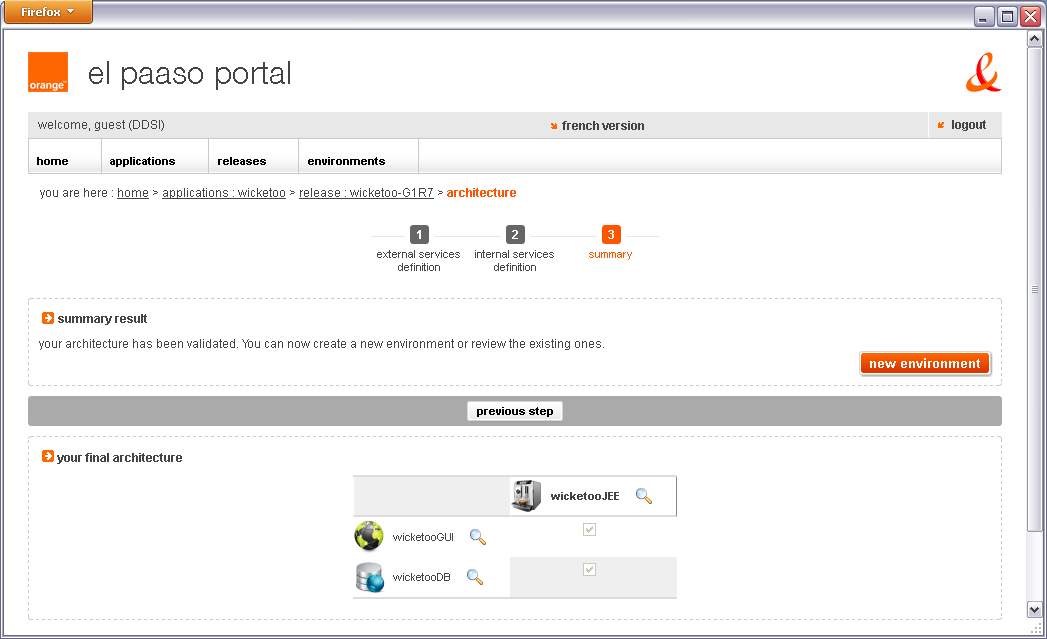 Firefox
orange™
el paaso portal
welcome, guest (DDSI)
french version
logout
home
applications
releases
environments
you are here : home > applications : wicketoo > release : wicketoo-G1R7 > architecture
1
2
3
external services
definition
internal services
definition
summary
summary result
your architecture has been validated. You can now create a new environment or review the existing ones.
new environment
previous step
your final architecture
wicketooJEE
wicketooGUI
wicketooDB